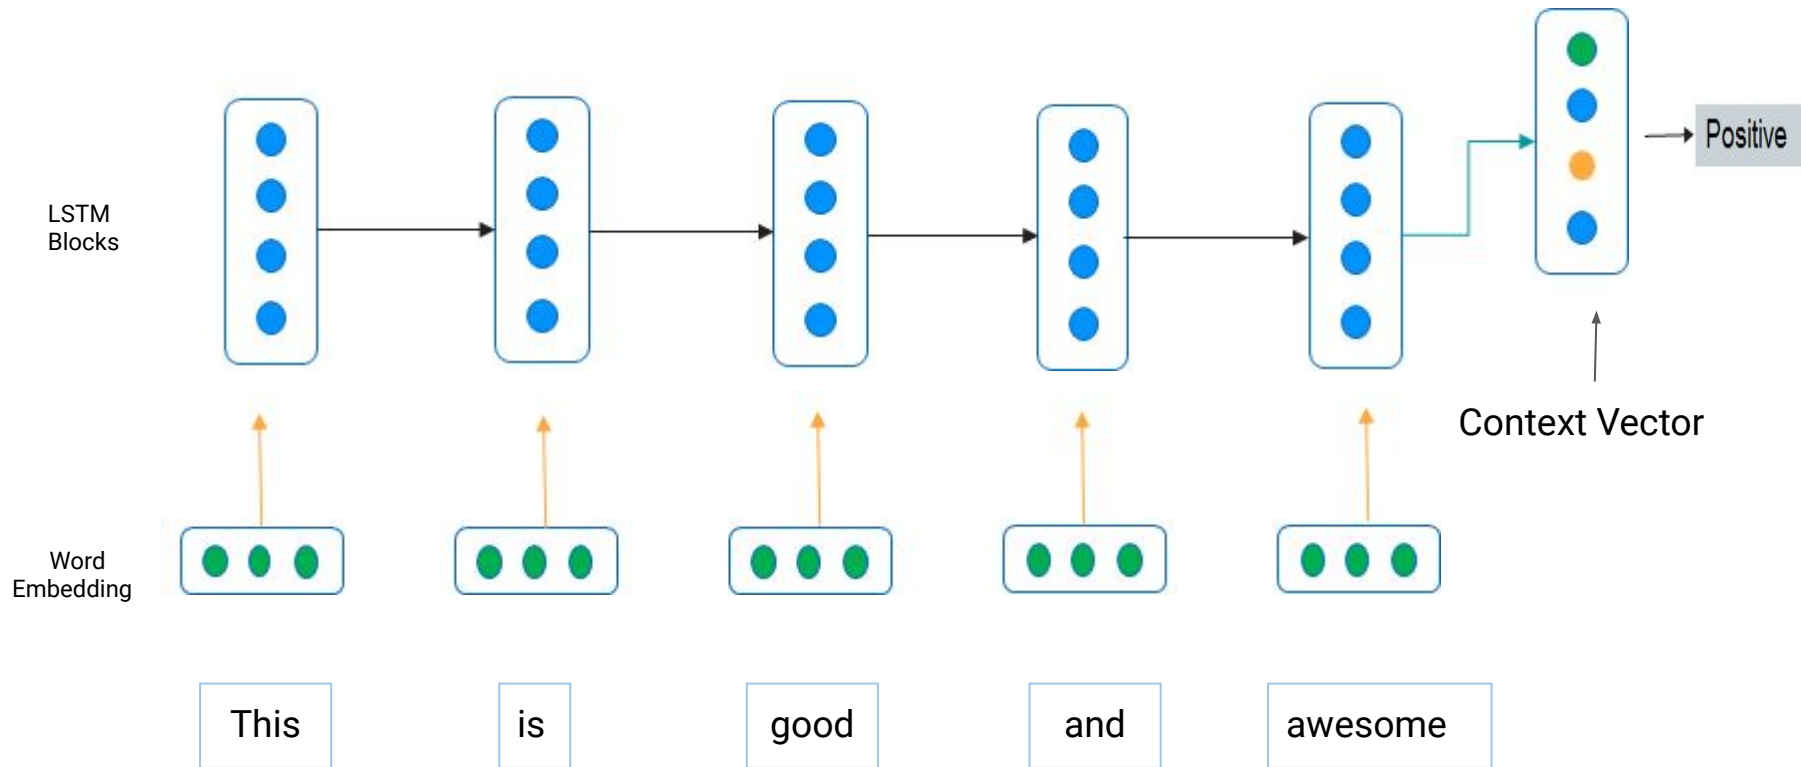 Positive
LSTM
Blocks
Context Vector
Word
Embedding
This
is
good
and
awesome